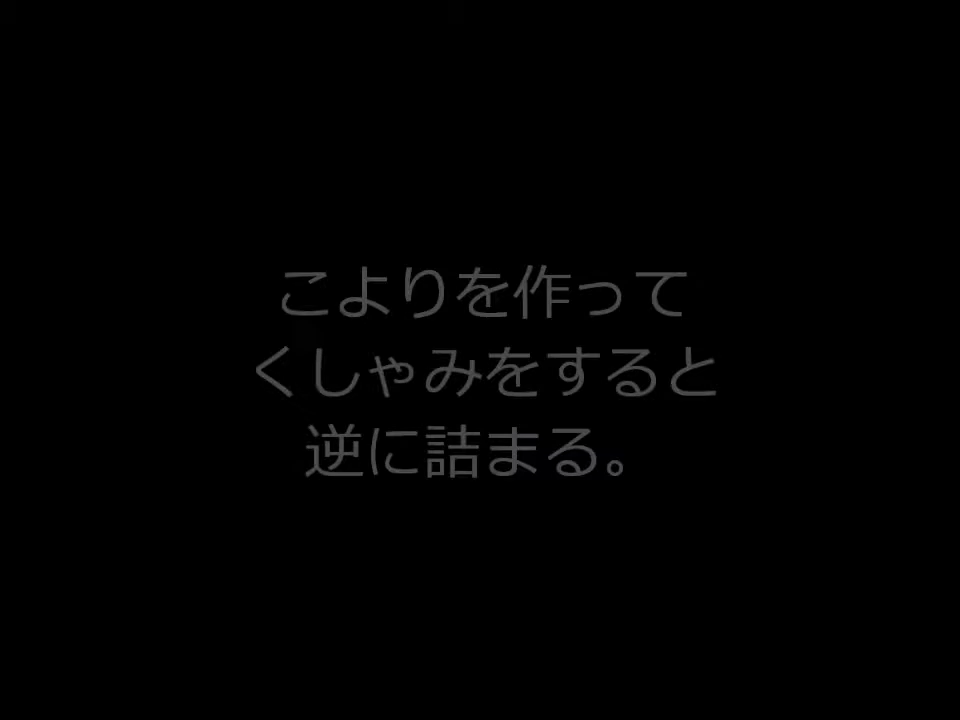 こよりを作って
くしゃみをすると
逆に詰まる。